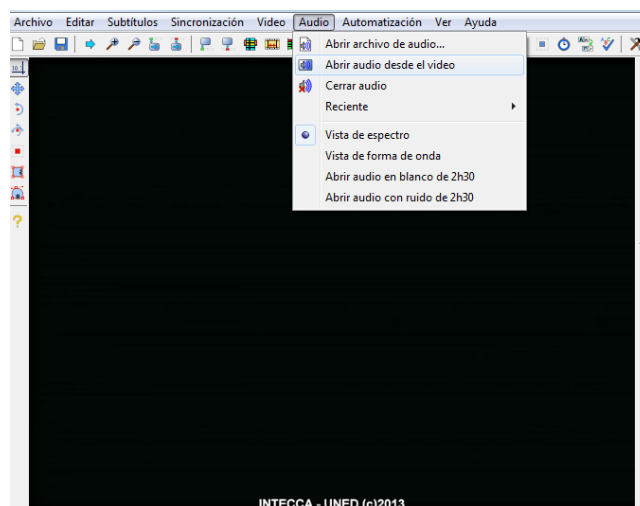 Archivo Editar Subtítulos Sincronización Video Audio Automatización Ver Ayuda
Abrir archivo de audio...
Abrir audio desde el video
Cerrar audio
Reciente
Vista de espectro
Vista de forma de onda
Abrir audio en blanco de 2h30
Abrir audio con ruido de 2h30
?
INTECCA - UNED (c)2013